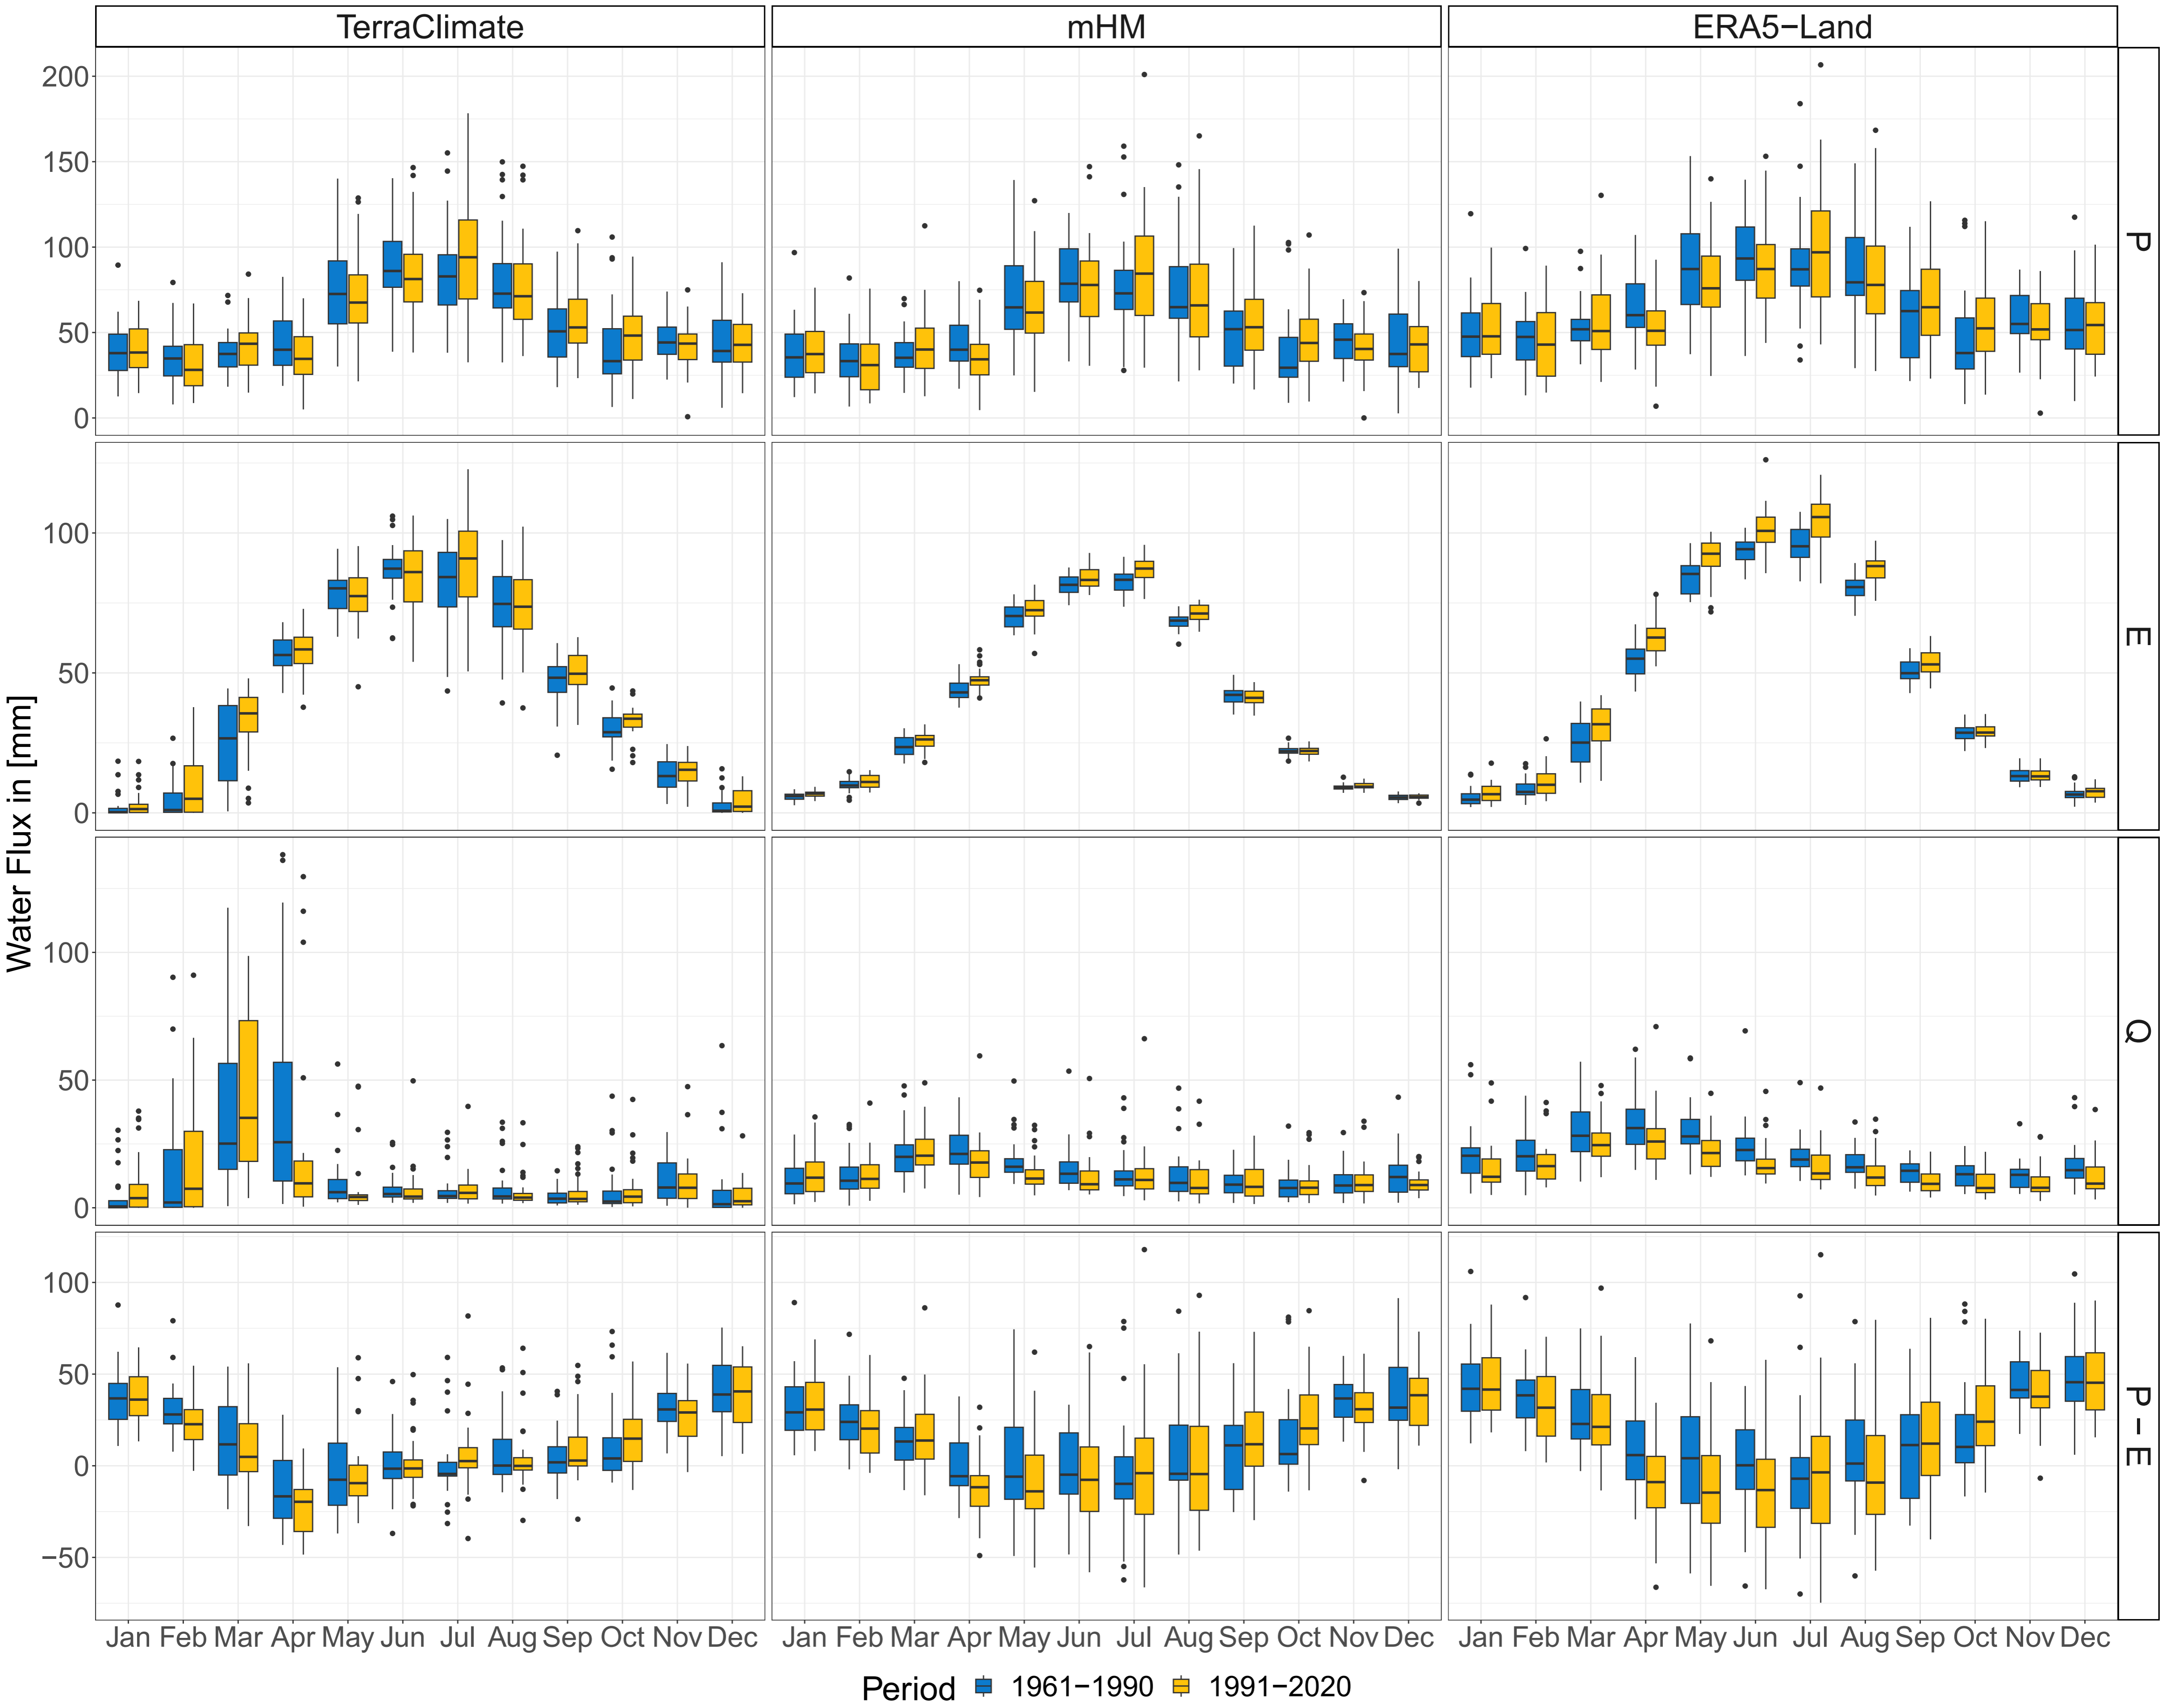 TerraClimate mHM ERA5−Land
200
150
100
50
0
P
100
50
0
E
Water Flux in [mm]
100
50
0
Q
100
50
0
−50
P − E
Jan Feb Mar Apr May Jun Jul Aug Sep Oct Nov Dec Jan Feb Mar Apr May Jun Jul Aug Sep Oct Nov Dec Jan Feb Mar Apr May Jun Jul Aug Sep Oct Nov Dec
Period 1961−1990 1991−2020